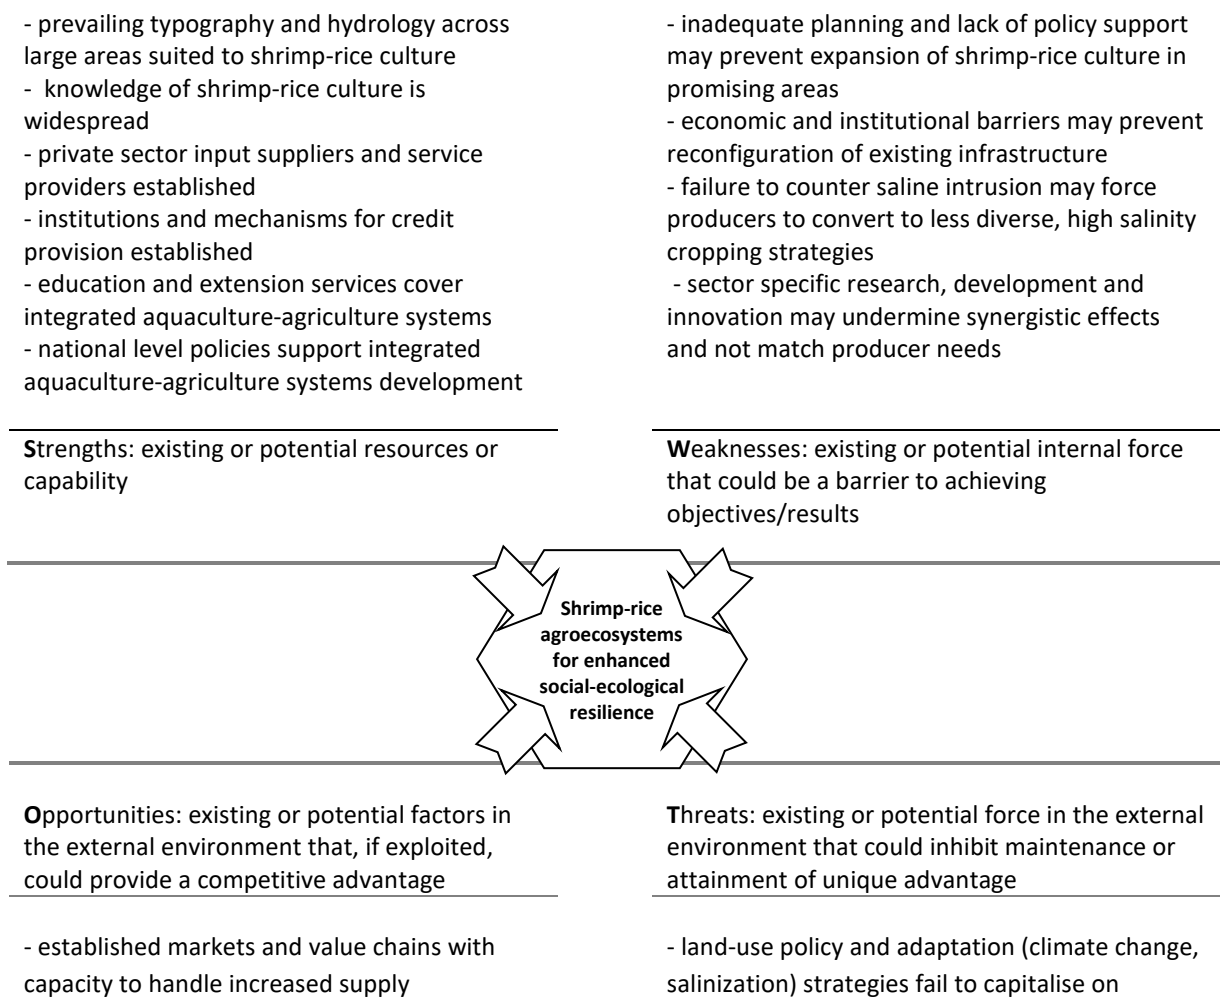 - prevailing typography and hydrology across
large areas suited to shrimp-rice culture
- knowledge of shrimp-rice culture is
widespread
- private sector input suppliers and service
providers established
- institutions and mechanisms for credit
provision established
- education and extension services cover
integrated aquaculture-agriculture systems
- national level policies support integrated
aquaculture-agriculture systems development
- inadequate planning and lack of policy support
may prevent expansion of shrimp-rice culture in
promising areas
- economic and institutional barriers may prevent
reconfiguration of existing infrastructure
- failure to counter saline intrusion may force
producers to convert to less diverse, high salinity
cropping strategies
- sector specific research, development and
innovation may undermine synergistic effects
and not match producer needs
Strengths: existing or potential resources or
capability
Weaknesses: existing or potential internal force
that could be a barrier to achieving
objectives/results
Shrimp-rice
agroecosystems
for enhanced
social-ecological
resilience
Opportunities: existing or potential factors in
the external environment that, if exploited,
could provide a competitive advantage
Threats: existing or potential force in the external
environment that could inhibit maintenance or
attainment of unique advantage
- established markets and value chains with
capacity to handle increased supply
- land-use policy and adaptation (climate change,
salinization) strategies fail to capitalise on